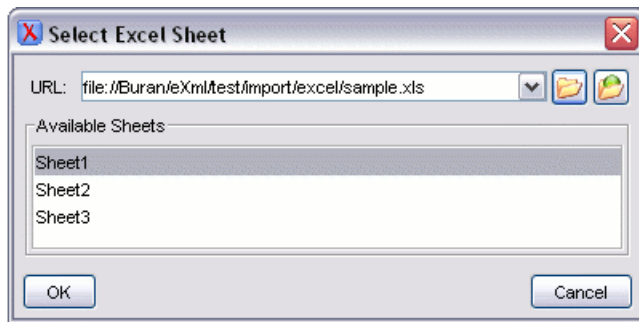 Select Excel Sheet
URL: file://Buran/eXml/test/import/excel/sample.xls
Available Sheets
Sheet1
Sheet2
Sheet3
OK Cancel